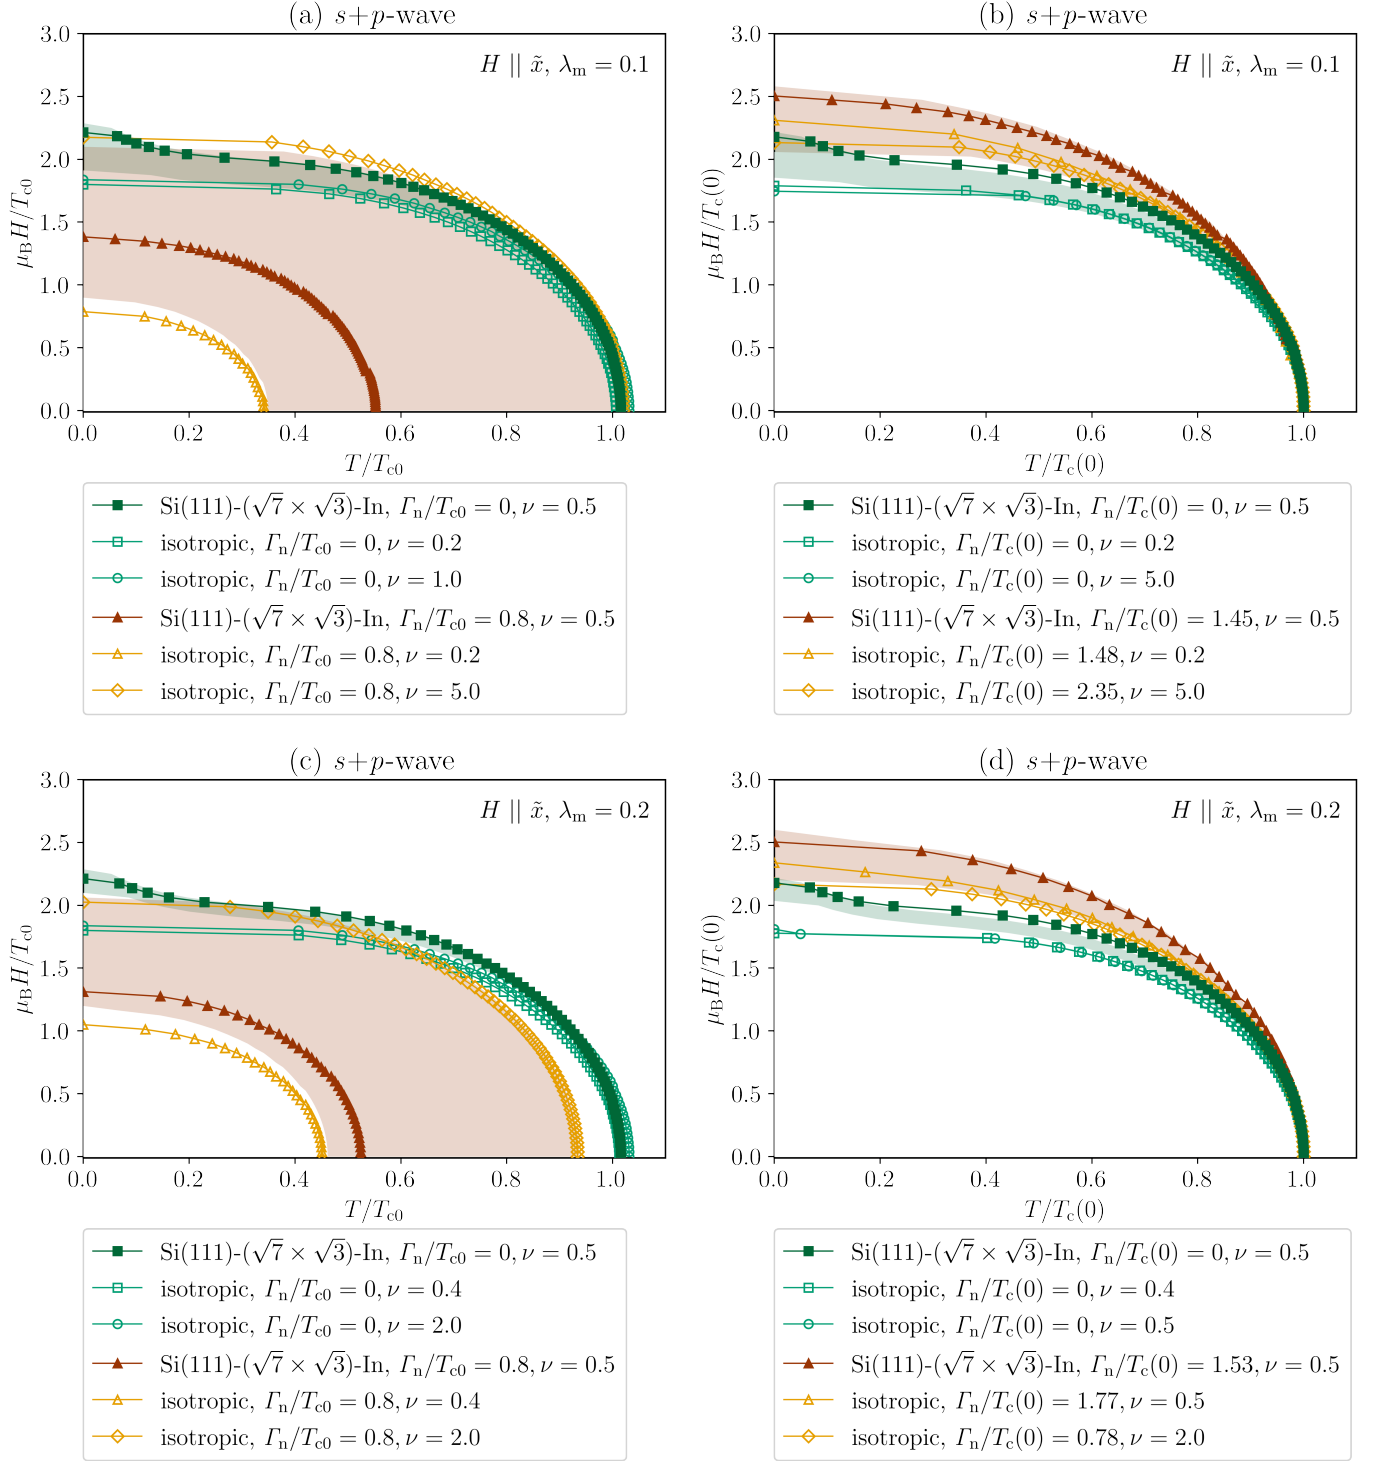 (a) s+p-wave
H || x̃, λm = 0.1
3.0
2.5
2.0
1.5
1.0
0.5
0.0
μBH/Tc0
0.0 0.2 0.4 0.6 0.8 1.0
T/Tc0
Si(111)-(√7 × √3)-In, Γn/Tc0 = 0, ν = 0.5
isotropic, Γn/Tc0 = 0, ν = 0.2
isotropic, Γn/Tc0 = 0, ν = 1.0
Si(111)-(√7 × √3)-In, Γn/Tc0 = 0.8, ν = 0.5
isotropic, Γn/Tc0 = 0.8, ν = 0.2
isotropic, Γn/Tc0 = 0.8, ν = 5.0
(b) s+p-wave
H || x̃, λm = 0.1
3.0
2.5
2.0
1.5
1.0
0.5
0.0
μBH/Tc(0)
0.0 0.2 0.4 0.6 0.8 1.0
T/Tc(0)
Si(111)-(√7 × √3)-In, Γn/Tc(0) = 0, ν = 0.5
isotropic, Γn/Tc(0) = 0, ν = 0.2
isotropic, Γn/Tc(0) = 0, ν = 5.0
Si(111)-(√7 × √3)-In, Γn/Tc(0) = 1.45, ν = 0.5
isotropic, Γn/Tc(0) = 1.48, ν = 0.2
isotropic, Γn/Tc(0) = 2.35, ν = 5.0
(c) s+p-wave
H || x̃, λm = 0.2
3.0
2.5
2.0
1.5
1.0
0.5
0.0
μBH/Tc0
0.0 0.2 0.4 0.6 0.8 1.0
T/Tc0
Si(111)-(√7 × √3)-In, Γn/Tc0 = 0, ν = 0.5
isotropic, Γn/Tc0 = 0, ν = 0.4
isotropic, Γn/Tc0 = 0, ν = 2.0
Si(111)-(√7 × √3)-In, Γn/Tc0 = 0.8, ν = 0.5
isotropic, Γn/Tc0 = 0.8, ν = 0.4
isotropic, Γn/Tc0 = 0.8, ν = 2.0
(d) s+p-wave
H || x̃, λm = 0.2
3.0
2.5
2.0
1.5
1.0
0.5
0.0
μBH/Tc(0)
0.0 0.2 0.4 0.6 0.8 1.0
T/Tc(0)
Si(111)-(√7 × √3)-In, Γn/Tc(0) = 0, ν = 0.5
isotropic, Γn/Tc(0) = 0, ν = 0.4
isotropic, Γn/Tc(0) = 0, ν = 0.5
Si(111)-(√7 × √3)-In, Γn/Tc(0) = 1.53, ν = 0.5
isotropic, Γn/Tc(0) = 1.77, ν = 0.5
isotropic, Γn/Tc(0) = 0.78, ν = 2.0